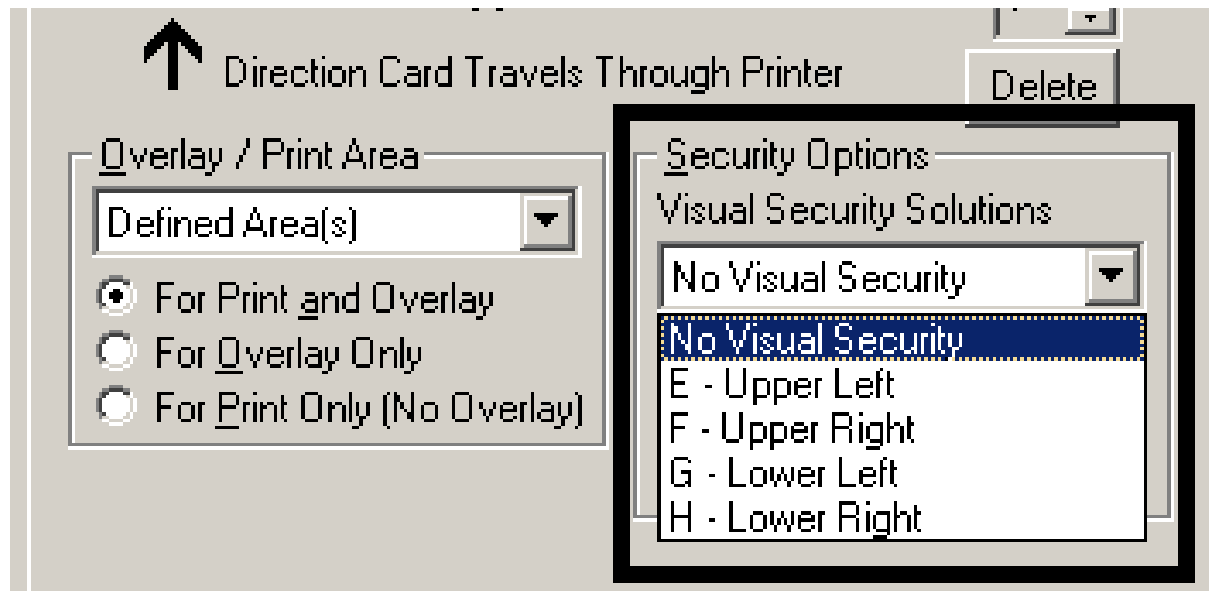 Direction Card Travels Through Printer
Delete
Overlay / Print Area
Defined Area(s)
For Print and Overlay
For Overlay Only
For Print Only (No Overlay)
Security Options
Visual Security Solutions
No Visual Security
No Visual Security
E - Upper Left
F - Upper Right
G - Lower Left
H - Lower Right